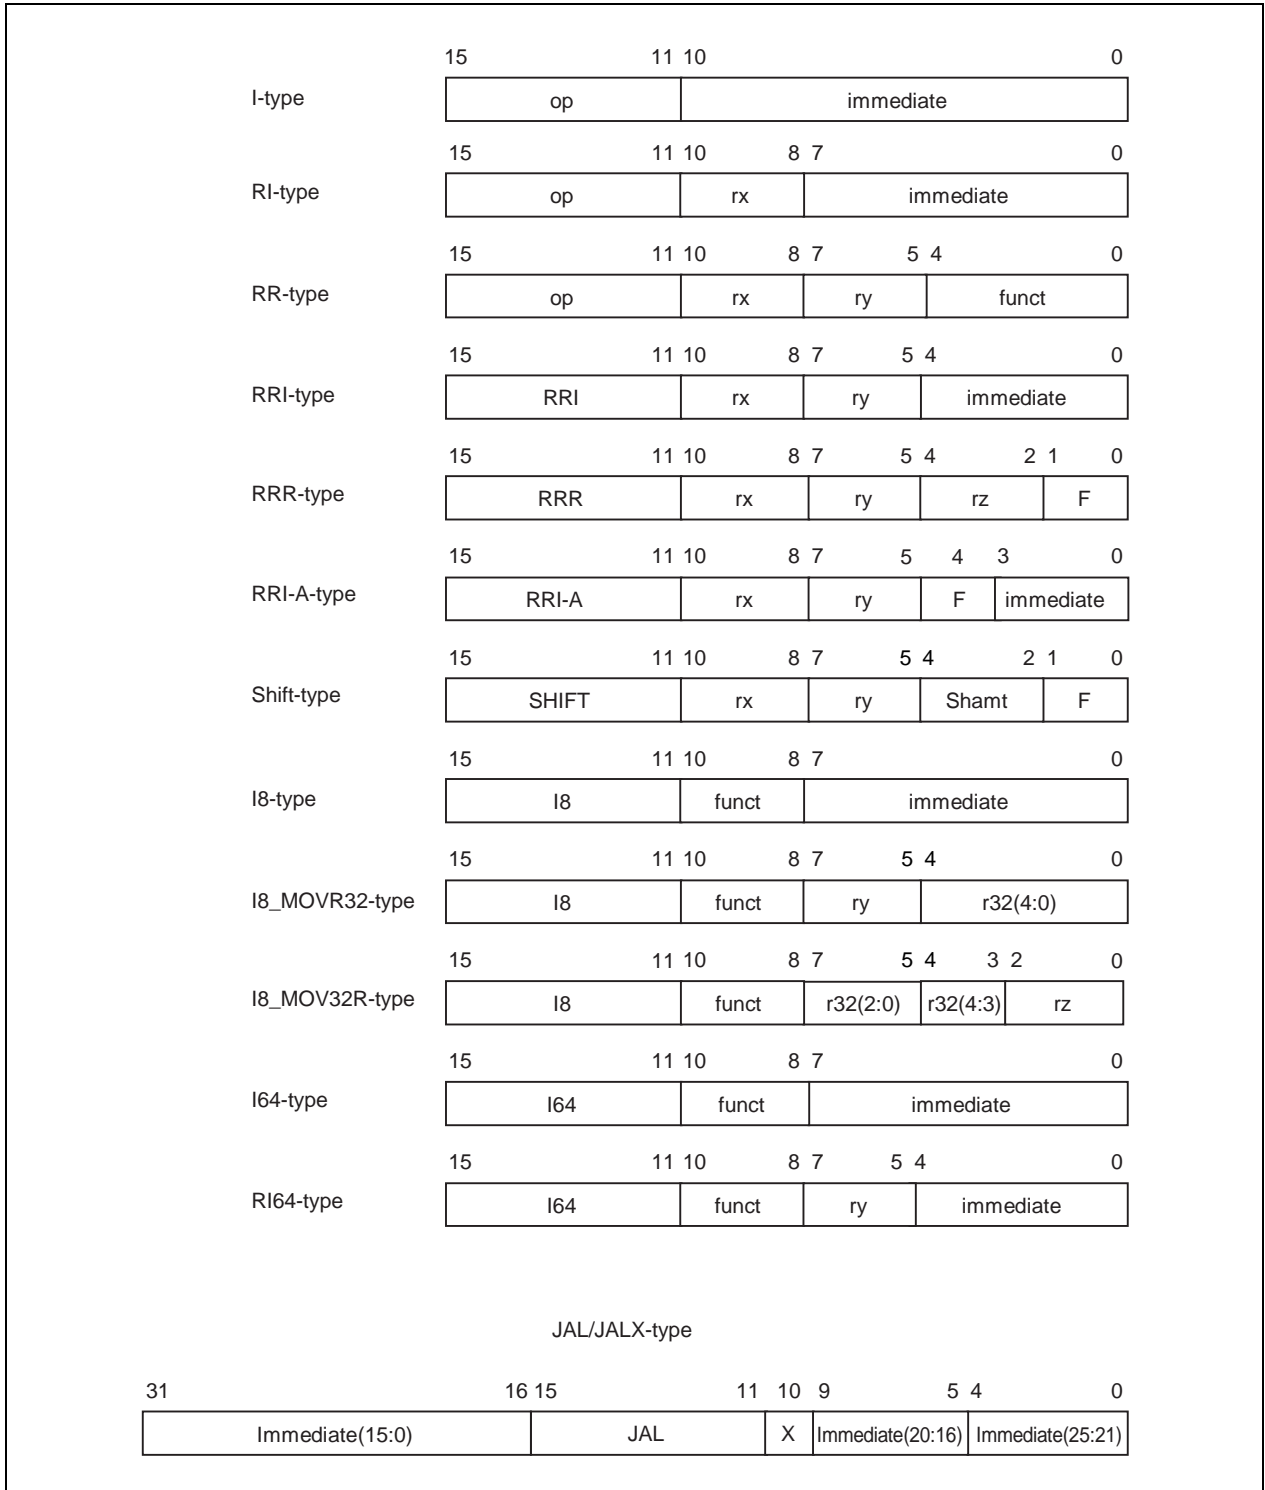 15 11 10 0
I-type op immediate
15 11 10 8 7 0
RI-type op rx immediate
15 11 10 8 7 5 4 0
RR-type op rx ry funct
15 11 10 8 7 5 4 0
RRI-type RRI rx ry immediate
15 11 10 8 7 5 4 2 1 0
RRR-type RRR rx ry rz F
15 11 10 8 7 5 4 3 0
RRI-A-type RRI-A rx ry F immediate
15 11 10 8 7 5 4 2 1 0
Shift-type SHIFT rx ry Shamt F
15 11 10 8 7 0
I8-type I8 funct immediate
15 11 10 8 7 5 4 0
I8_MOVR32-type I8 funct ry r32(4:0)
15 11 10 8 7 5 4 3 2 0
I8_MOV32R-type I8 funct r32(2:0) r32(4:3) rz
15 11 10 8 7 0
I64-type I64 funct immediate
15 11 10 8 7 5 4 0
RI64-type I64 funct ry immediate
JAL/JALX-type
31 16 15 11 10 9 5 4 0
Immediate(15:0) JAL X Immediate(20:16) Immediate(25:21)